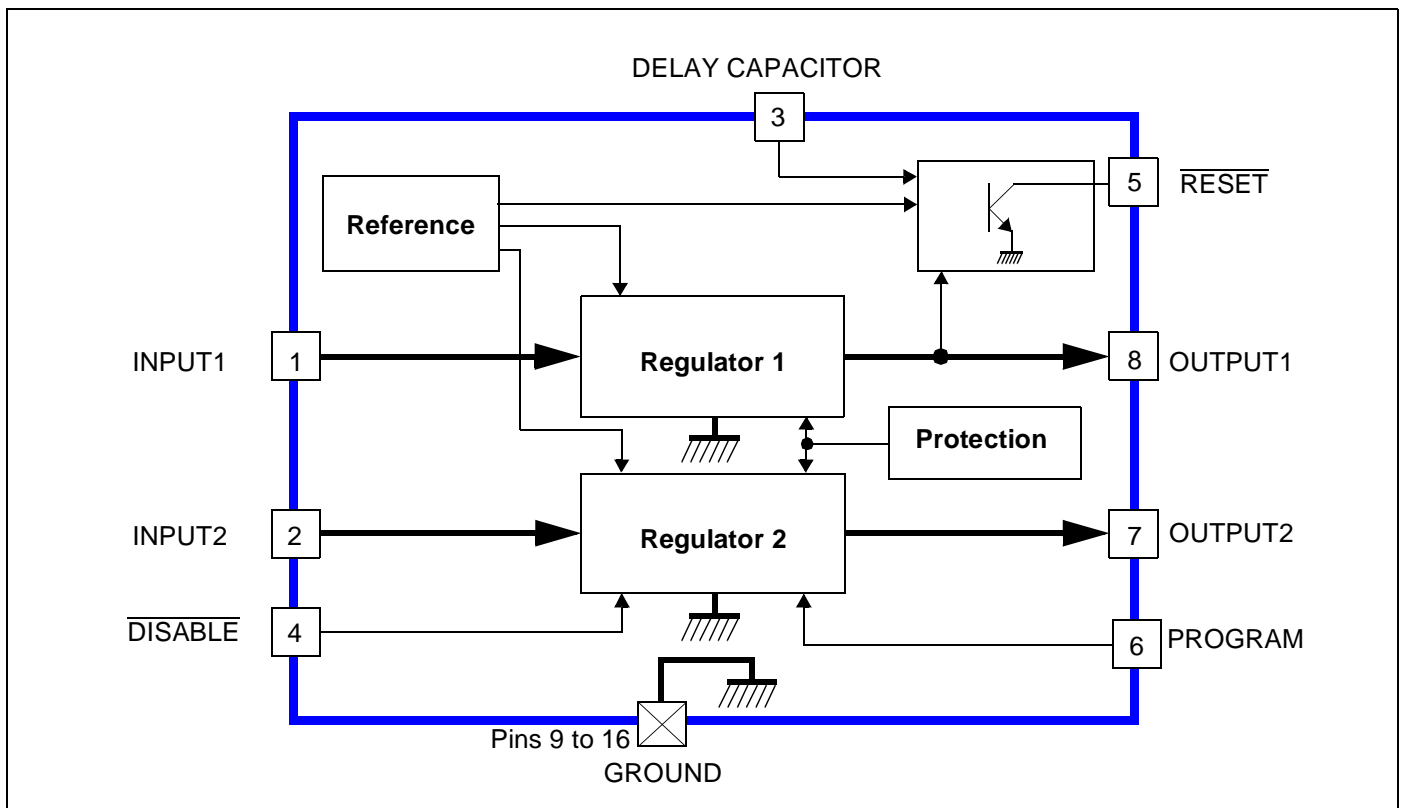 DELAY CAPACITOR
3
5
RESET
Reference
INPUT1
1
Regulator 1
8
OUTPUT1
Protection
INPUT2
2
Regulator 2
7
OUTPUT2
DISABLE
4
6
PROGRAM
Pins 9 to 16
GROUND